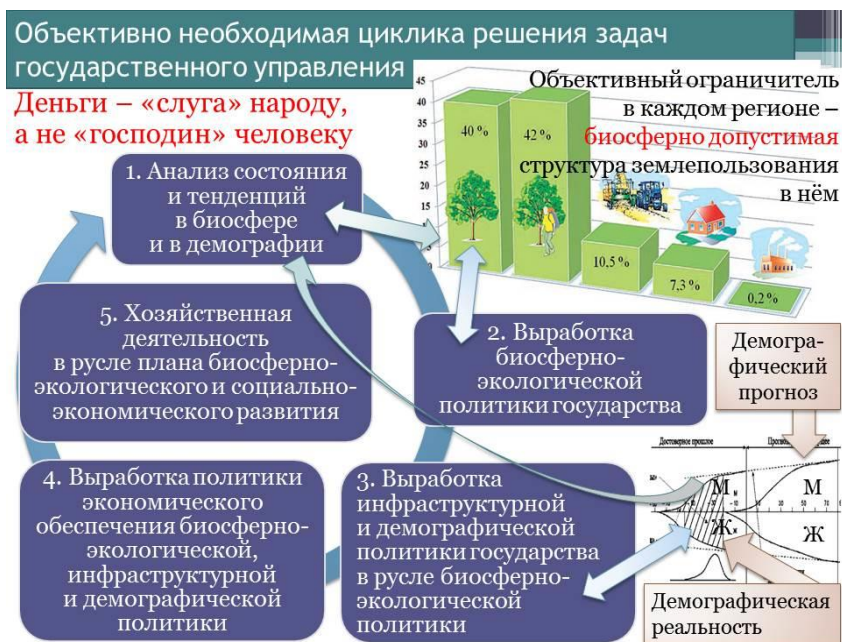 Объективно необходимая циклика решения задач
государственного управления
Деньги – «слуга» народу,
а не «господин» человеку
Объективный ограничитель
в каждом регионе –
биосферно допустимая
структура землепользования
в нём
45
40
35
30
25
20
15
40 %
42 %
10,5 %
7,3 %
0,2 %
1. Анализ состояния
и тенденций
в биосфере
и в демографии
2. Выработка
биосферно-
экологической
политики государства
3. Выработка
инфраструктурной
и демографической
политики государства
в русле биосферно-
экологической
политики
4. Выработка политики
экономического
обеспечения биосферно-
экологической,
инфраструктурной
и демографической
политики
5. Хозяйственная
деятельность
в русле плана биосферно-
экологического и социально-
экономического развития
Демогра-
фический
прогноз
Достоверное прошлое
М
М
Ж
Ж
Демографическая
реальность